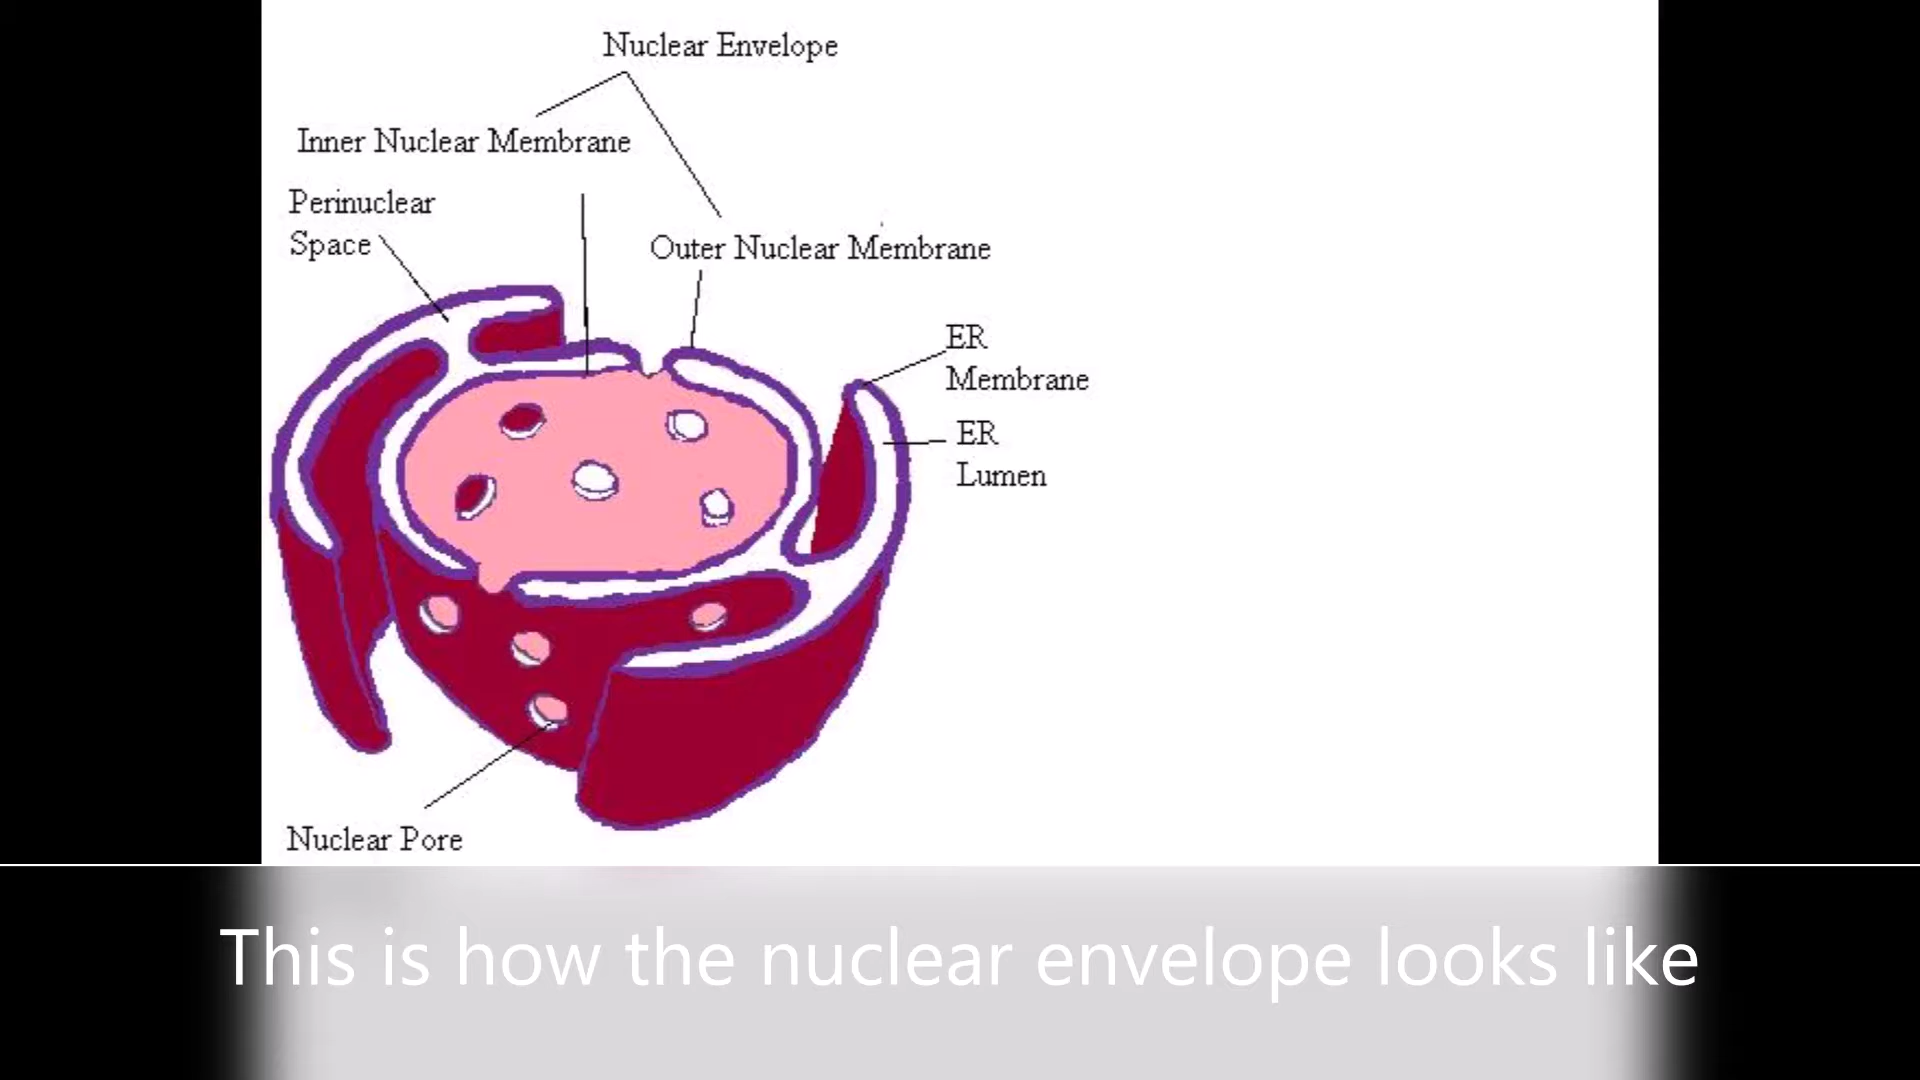 Nuclear Envelope
Inner Nuclear Membrane
Perinuclear
Space
Outer Nuclear Membrane
ER
Membrane
ER
Lumen
Nuclear Pore
This is how the nuclear envelope looks like